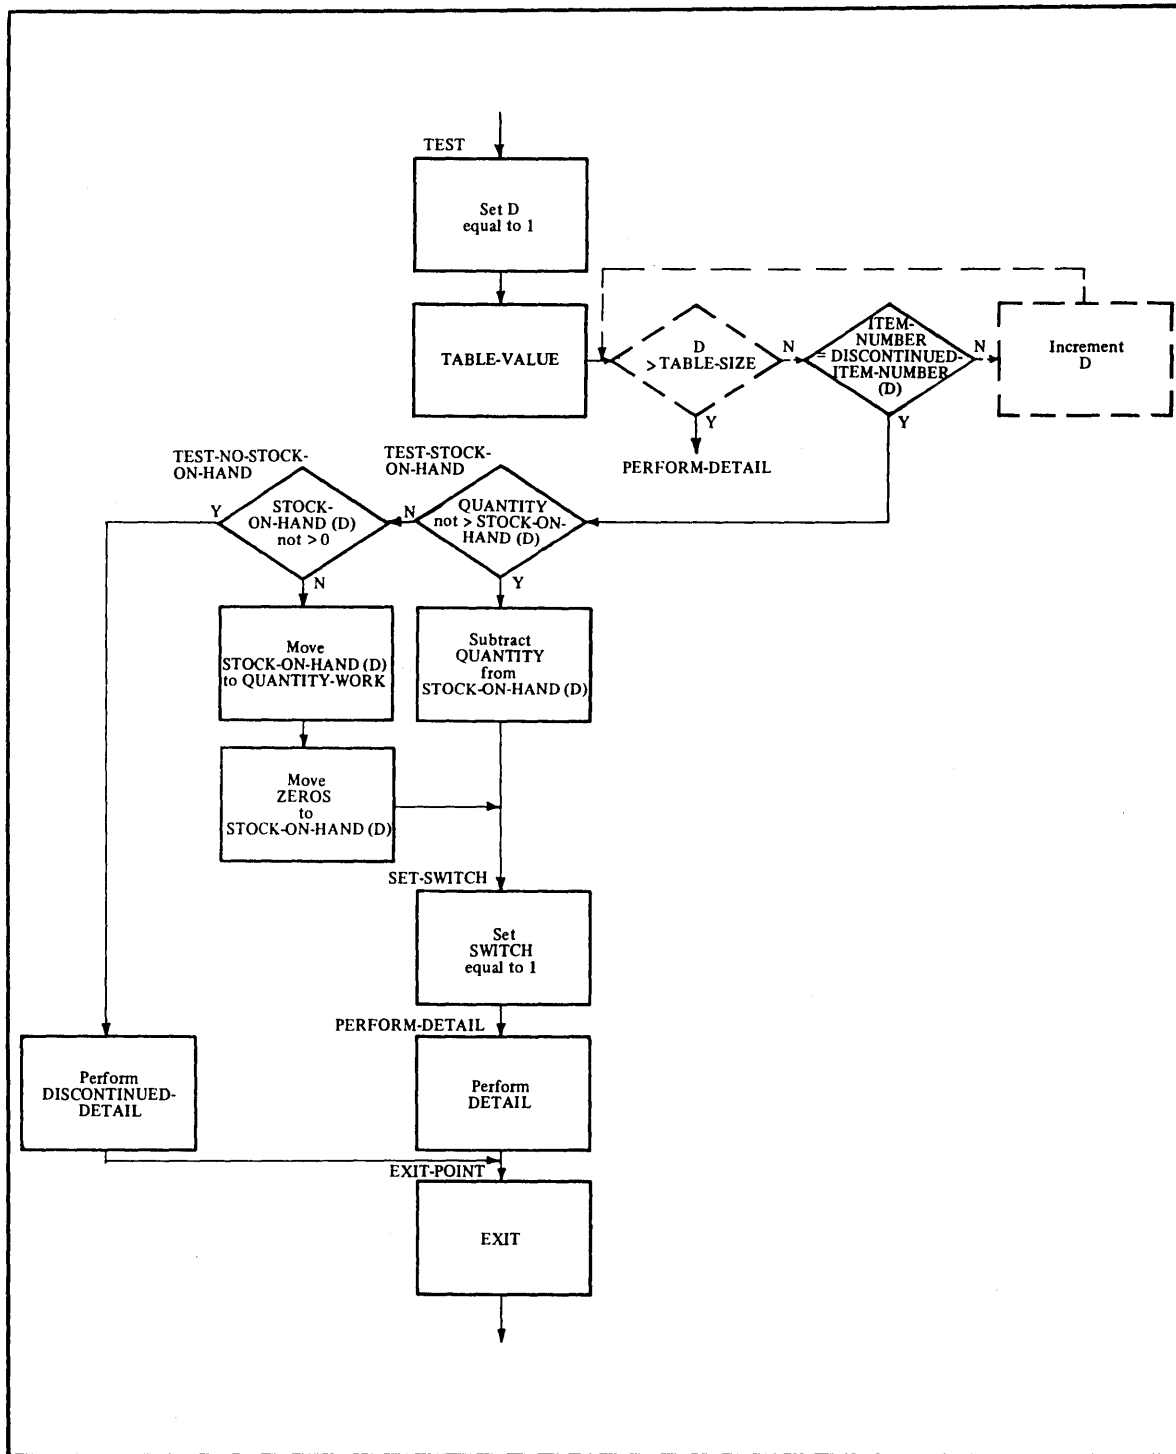 TEST
Set D
equal to 1
TABLE-VALUE
D
> TABLE-SIZE
N
Y
ITEM-
NUMBER
= DISCONTINUED-
ITEM-NUMBER
(D)
N
Y
Increment
D
PERFORM-DETAIL
TEST-NO-STOCK-
ON-HAND
TEST-STOCK-
ON-HAND
Y
STOCK-
ON-HAND (D)
not > 0
N
N
QUANTITY
not > STOCK-ON-
HAND (D)
Y
Move
STOCK-ON-HAND (D)
to QUANTITY-WORK
Subtract
QUANTITY
from
STOCK-ON-HAND (D)
Move
ZEROS
to
STOCK-ON-HAND (D)
SET-SWITCH
Set
SWITCH
equal to 1
PERFORM-DETAIL
Perform
DISCONTINUED-
DETAIL
Perform
DETAIL
EXIT-POINT
EXIT